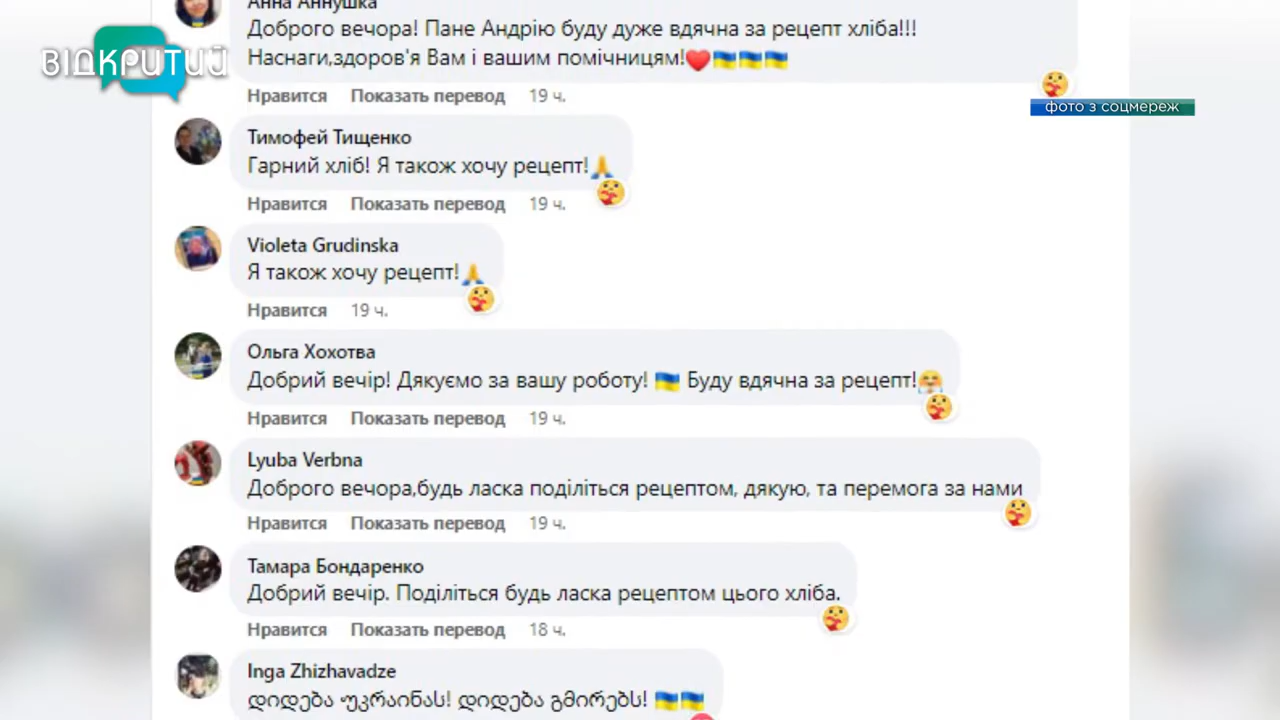 Анна Аннушка
Доброго вечора! Пане Андрію буду дуже вдячна за рецепт хліба!!!
Наснаги,здоров'я Вам і вашим помічницям!❤️🇺🇦🇺🇦🇺🇦
ВІДКРИТИЙ
Нравится Показать перевод 19 ч.
фото з соцмереж
Тимофей Тищенко
Гарний хліб! Я також хочу рецепт!🙏
Нравится Показать перевод 19 ч.
Violeta Grudinska
Я також хочу рецепт!🙏
Нравится 19 ч.
Ольга Хохотва
Добрий вечір! Дякуємо за вашу роботу! 🇺🇦 Буду вдячна за рецепт!🤗
Нравится Показать перевод 19 ч.
Lyuba Verbna
Доброго вечора,будь ласка поділіться рецептом, дякую, та перемога за нами
Нравится Показать перевод 19 ч.
Тамара Бондаренко
Добрий вечір. Поділіться будь ласка рецептом цього хліба.
Нравится Показать перевод 18 ч.
Inga Zhizhavadze
დიდება უკრაინას! დიდება გმირებს! 🇺🇦🇺🇦